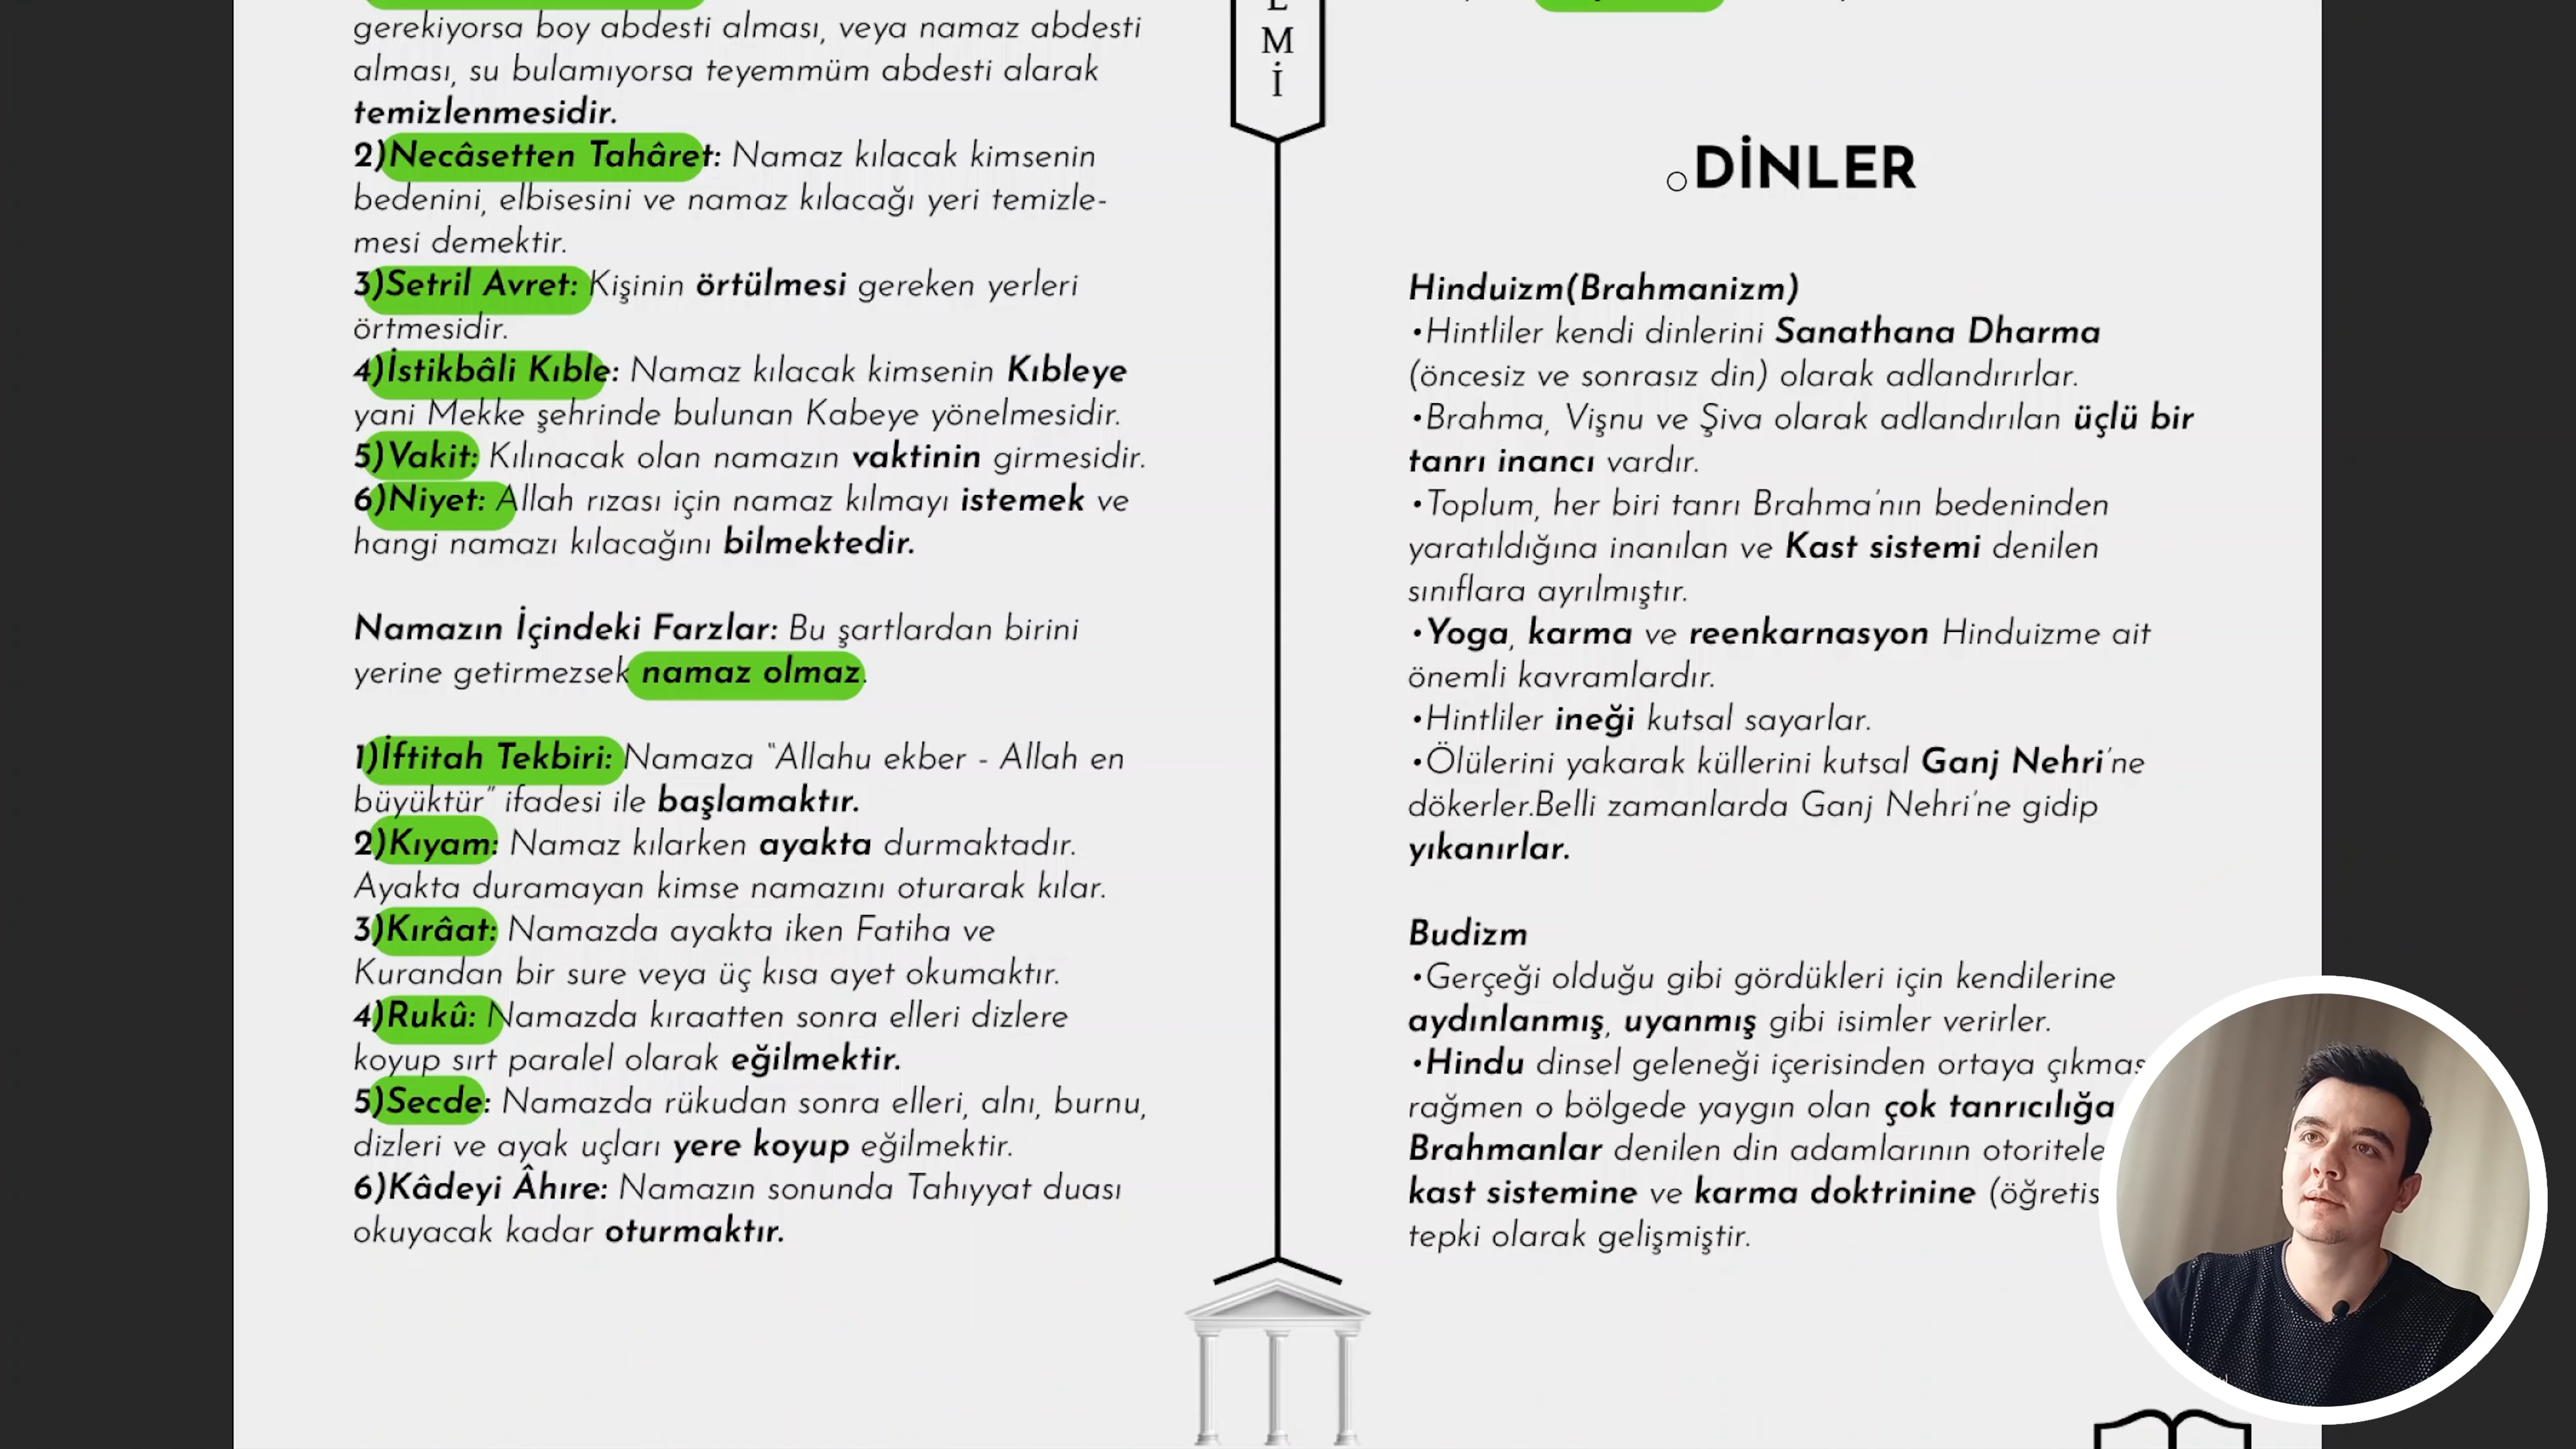 gerekiyorsa boy abdesti alması, veya namaz abdesti
alması, su bulamıyorsa teyemmüm abdesti alarak
temizlenmesidir.
2)Necâsetten Tahâret: Namaz kılacak kimsenin
bedenini, elbisesini ve namaz kılacağı yeri temizle-
mesi demektir.
3)Setril Avret: Kişinin örtülmesi gereken yerleri
örtmesidir.
4)İstikbâli Kıble: Namaz kılacak kimsenin Kıbleye
yani Mekke şehrinde bulunan Kabeye yönelmesidir.
5)Vakit: Kılınacak olan namazın vaktinin girmesidir.
6)Niyet: Allah rızası için namaz kılmayı istemek ve
hangi namazı kılacağını bilmektedir.
Namazın İçindeki Farzlar: Bu şartlardan birini
yerine getirmezsek namaz olmaz.
1)İftitah Tekbiri: Namaza “Allahu ekber - Allah en
büyüktür” ifadesi ile başlamaktır.
2)Kıyam: Namaz kılarken ayakta durmaktadır.
Ayakta duramayan kimse namazını oturarak kılar.
3)Kırâat: Namazda ayakta iken Fatiha ve
Kurandan bir sure veya üç kısa ayet okumaktır.
4)Rukû: Namazda kıraatten sonra elleri dizlere
koyup sırt paralel olarak eğilmektir.
5)Secde: Namazda rükudan sonra elleri, alnı, burnu,
dizleri ve ayak uçları yere koyup eğilmektir.
6)Kâdeyi Âhıre: Namazın sonunda Tahıyyat duası
okuyacak kadar oturmaktır.
M
İ
DİNLER
Hinduizm(Brahmanizm)
•Hintliler kendi dinlerini Sanathana Dharma
(öncesiz ve sonrasız din) olarak adlandırırlar.
•Brahma, Vişnu ve Şiva olarak adlandırılan üçlü bir
tanrı inancı vardır.
•Toplum, her biri tanrı Brahma’nın bedeninden
yaratıldığına inanılan ve Kast sistemi denilen
sınıflara ayrılmıştır.
•Yoga, karma ve reenkarnasyon Hinduizme ait
önemli kavramlardır.
•Hintliler ineği kutsal sayarlar.
•Ölülerini yakarak küllerini kutsal Ganj Nehri’ne
dökerler.Belli zamanlarda Ganj Nehri’ne gidip
yıkanırlar.
Budizm
•Gerçeği olduğu gibi gördükleri için kendilerine
aydınlanmış, uyanmış gibi isimler verirler.
•Hindu dinsel geleneği içerisinden ortaya çıkmas
rağmen o bölgede yaygın olan çok tanrıcılığa
Brahmanlar denilen din adamlarının otoritele
kast sistemine ve karma doktrinine (öğretis
tepki olarak gelişmiştir.